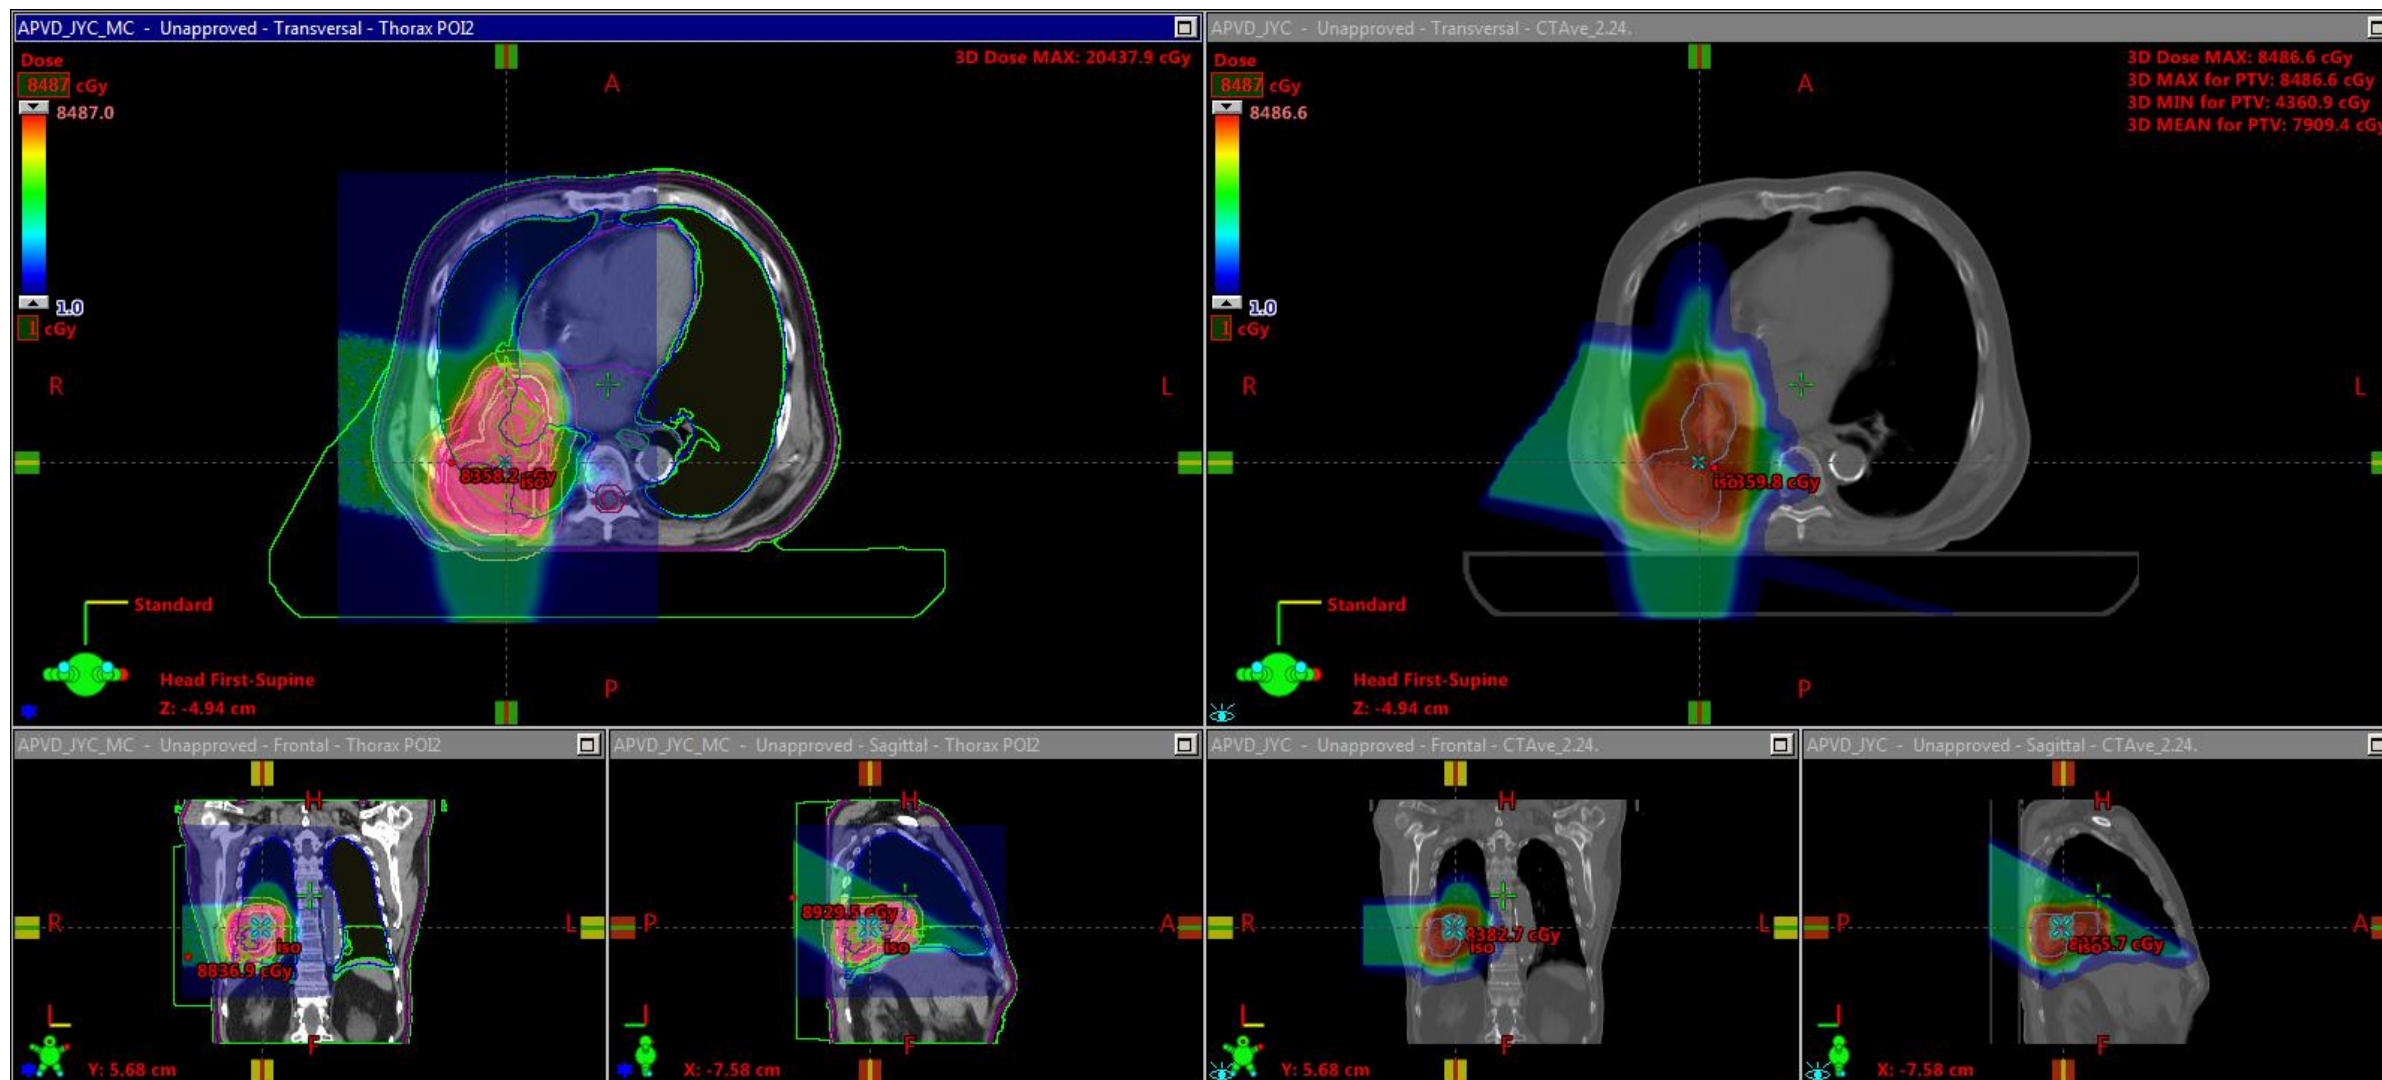 APVD_JYC_MC - Unapproved - Transversal - Thorax POI2
Dose
8487 cGy
8487.0
1.0
1 cGy
3D Dose MAX: 20437.9 cGy
A
R
L
8358.2 cGy
iso
Standard
Head First-Supine
Z: -4.94 cm
P
APVD_JYC - Unapproved - Transversal - CTAve_2.24.
Dose
8487 cGy
8486.6
1.0
1 cGy
3D Dose MAX: 8486.6 cGy
3D MAX for PTV: 8486.6 cGy
3D MIN for PTV: 4360.9 cGy
3D MEAN for PTV: 7909.4 cGy
A
R
L
iso
Standard
Head First-Supine
Z: -4.94 cm
P
APVD_JYC_MC - Unapproved - Frontal - Thorax POI2
H
R
L
iso
8836.9 cGy
F
Y: 5.68 cm
APVD_JYC_MC - Unapproved - Sagittal - Thorax POI2
H
8929.5 cGy
P
A
iso
F
X: -7.58 cm
APVD_JYC - Unapproved - Frontal - CTAve_2.24.
H
R
L
8382.7 cGy
iso
F
Y: 5.68 cm
APVD_JYC - Unapproved - Sagittal - CTAve_2.24.
H
P
A
iso
F
X: -7.58 cm